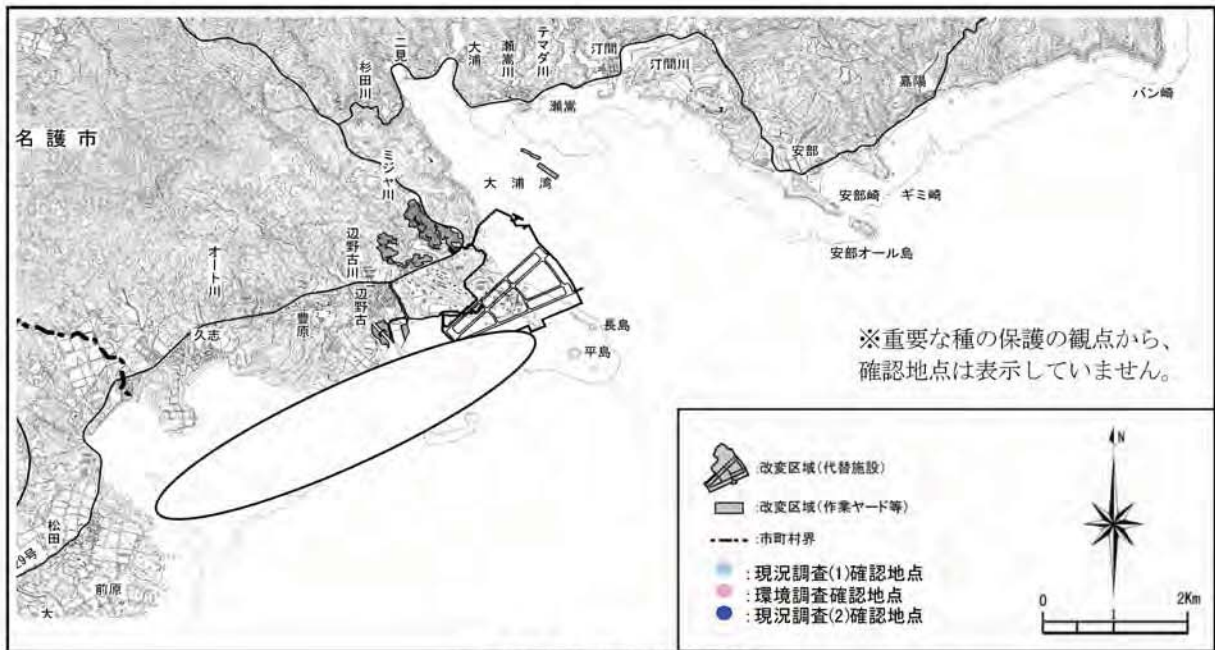 名護市
杉田川
二見
大浦
瀬嵩川
テマダ川
汀間
汀間川
瀬嵩
嘉陽
バン崎
安部
安部崎
ギミ崎
安部オール島
大浦湾
ミジャ川
辺野古川
辺野古
オート川
久志
豊原
長島
平島
松田
前原
29号
大
※重要な種の保護の観点から、
確認地点は表示していません。
:改変区域(代替施設)
:改変区域(作業ヤード等)
:市町村界
:現況調査(1)確認地点
:環境調査確認地点
:現況調査(2)確認地点
N
0 1 2Km